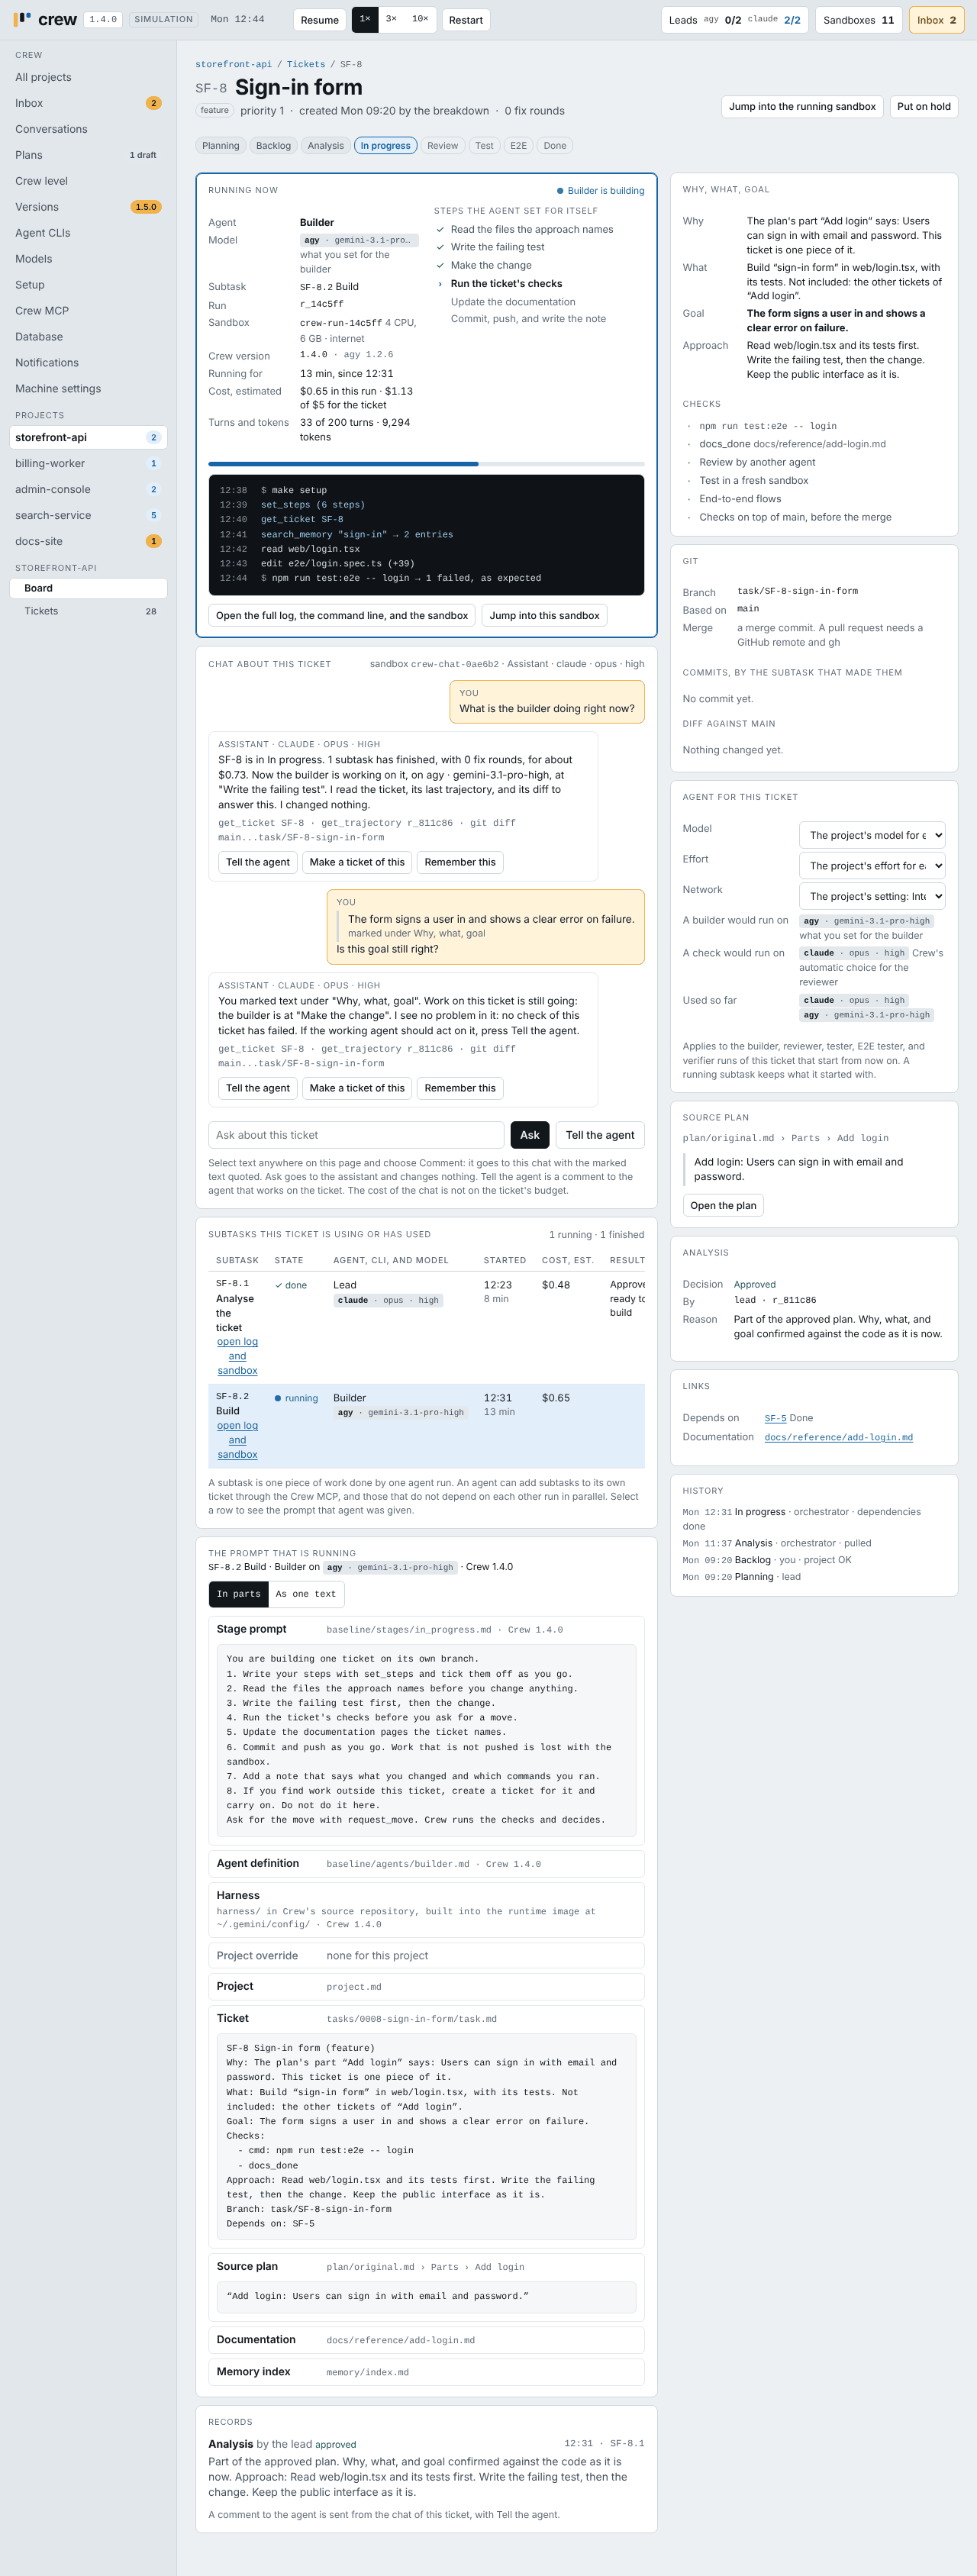 crew 1.4.0 SIMULATION Mon 12:44 Resume 1× 3× 10× Restart Leads agy 0/2 claude 2/2 Sandboxes 11 Inbox 2
CREW
All projects
Inbox 2
Conversations
Plans 1 draft
Crew level
Versions 1.5.0
Agent CLIs
Models
Setup
Crew MCP
Database
Notifications
Machine settings
PROJECTS
storefront-api 2
billing-worker 1
admin-console 2
search-service 5
docs-site 1
STOREFRONT-API
Board
Tickets 28
storefront-api / Tickets / SF-8
SF-8 Sign-in form
feature priority 1 · created Mon 09:20 by the breakdown · 0 fix rounds
Jump into the running sandbox Put on hold
Planning Backlog Analysis In progress Review Test E2E Done
RUNNING NOW Builder is building
Agent Builder
Model agy · gemini-3.1-pro…
what you set for the
builder
Subtask SF-8.2 Build
Run r_14c5ff
Sandbox crew-run-14c5ff 4 CPU,
6 GB · internet
Crew version 1.4.0 · agy 1.2.6
Running for 13 min, since 12:31
Cost, estimated $0.65 in this run · $1.13
of $5 for the ticket
Turns and tokens 33 of 200 turns · 9,294
tokens
STEPS THE AGENT SET FOR ITSELF
✓ Read the files the approach names
✓ Write the failing test
✓ Make the change
› Run the ticket's checks
Update the documentation
Commit, push, and write the note
12:38 $ make setup
12:39 set_steps (6 steps)
12:40 get_ticket SF-8
12:41 search_memory "sign-in" → 2 entries
12:42 read web/login.tsx
12:43 edit e2e/login.spec.ts (+39)
12:44 $ npm run test:e2e -- login → 1 failed, as expected
Open the full log, the command line, and the sandbox Jump into this sandbox
CHAT ABOUT THIS TICKET sandbox crew-chat-0ae6b2 · Assistant · claude · opus · high
YOU
What is the builder doing right now?
ASSISTANT · CLAUDE · OPUS · HIGH
SF-8 is in In progress. 1 subtask has finished, with 0 fix rounds, for about
$0.73. Now the builder is working on it, on agy · gemini-3.1-pro-high, at
"Write the failing test". I read the ticket, its last trajectory, and its diff to
answer this. I changed nothing.
get_ticket SF-8 · get_trajectory r_811c86 · git diff
main...task/SF-8-sign-in-form
Tell the agent Make a ticket of this Remember this
YOU
The form signs a user in and shows a clear error on failure.
marked under Why, what, goal
Is this goal still right?
ASSISTANT · CLAUDE · OPUS · HIGH
You marked text under "Why, what, goal". Work on this ticket is still going:
the builder is at "Make the change". I see no problem in it: no check of this
ticket has failed. If the working agent should act on it, press Tell the agent.
get_ticket SF-8 · get_trajectory r_811c86 · git diff
main...task/SF-8-sign-in-form
Tell the agent Make a ticket of this Remember this
Ask about this ticket Ask Tell the agent
Select text anywhere on this page and choose Comment: it goes to this chat with the marked
text quoted. Ask goes to the assistant and changes nothing. Tell the agent is a comment to the
agent that works on the ticket. The cost of the chat is not on the ticket's budget.
SUBTASKS THIS TICKET IS USING OR HAS USED 1 running · 1 finished
SUBTASK STATE AGENT, CLI, AND MODEL STARTED COST, EST. RESULT
SF-8.1 ✓ done Lead 12:23 $0.48 Approve
Analyse claude · opus · high 8 min ready to
the build
ticket
open log
and
sandbox
SF-8.2 running Builder 12:31 $0.65
Build agy · gemini-3.1-pro-high 13 min
open log
and
sandbox
A subtask is one piece of work done by one agent run. An agent can add subtasks to its own
ticket through the Crew MCP, and those that do not depend on each other run in parallel. Select
a row to see the prompt that agent was given.
THE PROMPT THAT IS RUNNING
SF-8.2 Build · Builder on agy · gemini-3.1-pro-high · Crew 1.4.0
In parts As one text
Stage prompt baseline/stages/in_progress.md · Crew 1.4.0
You are building one ticket on its own branch.
1. Write your steps with set_steps and tick them off as you go.
2. Read the files the approach names before you change anything.
3. Write the failing test first, then the change.
4. Run the ticket's checks before you ask for a move.
5. Update the documentation pages the ticket names.
6. Commit and push as you go. Work that is not pushed is lost with the
sandbox.
7. Add a note that says what you changed and which commands you ran.
8. If you find work outside this ticket, create a ticket for it and
carry on. Do not do it here.
Ask for the move with request_move. Crew runs the checks and decides.
Agent definition baseline/agents/builder.md · Crew 1.4.0
Harness
harness/ in Crew's source repository, built into the runtime image at
~/.gemini/config/ · Crew 1.4.0
Project override none for this project
Project project.md
Ticket tasks/0008-sign-in-form/task.md
SF-8 Sign-in form (feature)
Why: The plan's part “Add login” says: Users can sign in with email and
password. This ticket is one piece of it.
What: Build “sign-in form” in web/login.tsx, with its tests. Not
included: the other tickets of “Add login”.
Goal: The form signs a user in and shows a clear error on failure.
Checks:
- cmd: npm run test:e2e -- login
- docs_done
Approach: Read web/login.tsx and its tests first. Write the failing
test, then the change. Keep the public interface as it is.
Branch: task/SF-8-sign-in-form
Depends on: SF-5
Source plan plan/original.md › Parts › Add login
“Add login: Users can sign in with email and password.”
Documentation docs/reference/add-login.md
Memory index memory/index.md
RECORDS
Analysis by the lead approved 12:31 · SF-8.1
Part of the approved plan. Why, what, and goal confirmed against the code as it is
now. Approach: Read web/login.tsx and its tests first. Write the failing test, then the
change. Keep the public interface as it is.
A comment to the agent is sent from the chat of this ticket, with Tell the agent.
WHY, WHAT, GOAL
Why The plan's part “Add login” says: Users
can sign in with email and password. This
ticket is one piece of it.
What Build “sign-in form” in web/login.tsx, with
its tests. Not included: the other tickets of
“Add login”.
Goal The form signs a user in and shows a
clear error on failure.
Approach Read web/login.tsx and its tests first.
Write the failing test, then the change.
Keep the public interface as it is.
CHECKS
· npm run test:e2e -- login
· docs_done docs/reference/add-login.md
· Review by another agent
· Test in a fresh sandbox
· End-to-end flows
· Checks on top of main, before the merge
GIT
Branch task/SF-8-sign-in-form
Based on main
Merge a merge commit. A pull request needs a
GitHub remote and gh
COMMITS, BY THE SUBTASK THAT MADE THEM
No commit yet.
DIFF AGAINST MAIN
Nothing changed yet.
AGENT FOR THIS TICKET
Model The project's model for e
Effort The project's effort for ea
Network The project's setting: Inte
A builder would run on agy · gemini-3.1-pro-high
what you set for the builder
A check would run on claude · opus · high Crew's
automatic choice for the
reviewer
Used so far claude · opus · high
agy · gemini-3.1-pro-high
Applies to the builder, reviewer, tester, E2E tester, and
verifier runs of this ticket that start from now on. A
running subtask keeps what it started with.
SOURCE PLAN
plan/original.md › Parts › Add login
Add login: Users can sign in with email and
password.
Open the plan
ANALYSIS
Decision Approved
By lead · r_811c86
Reason Part of the approved plan. Why, what, and
goal confirmed against the code as it is now.
LINKS
Depends on SF-5 Done
Documentation docs/reference/add-login.md
HISTORY
Mon 12:31 In progress · orchestrator · dependencies
done
Mon 11:37 Analysis · orchestrator · pulled
Mon 09:20 Backlog · you · project OK
Mon 09:20 Planning · lead